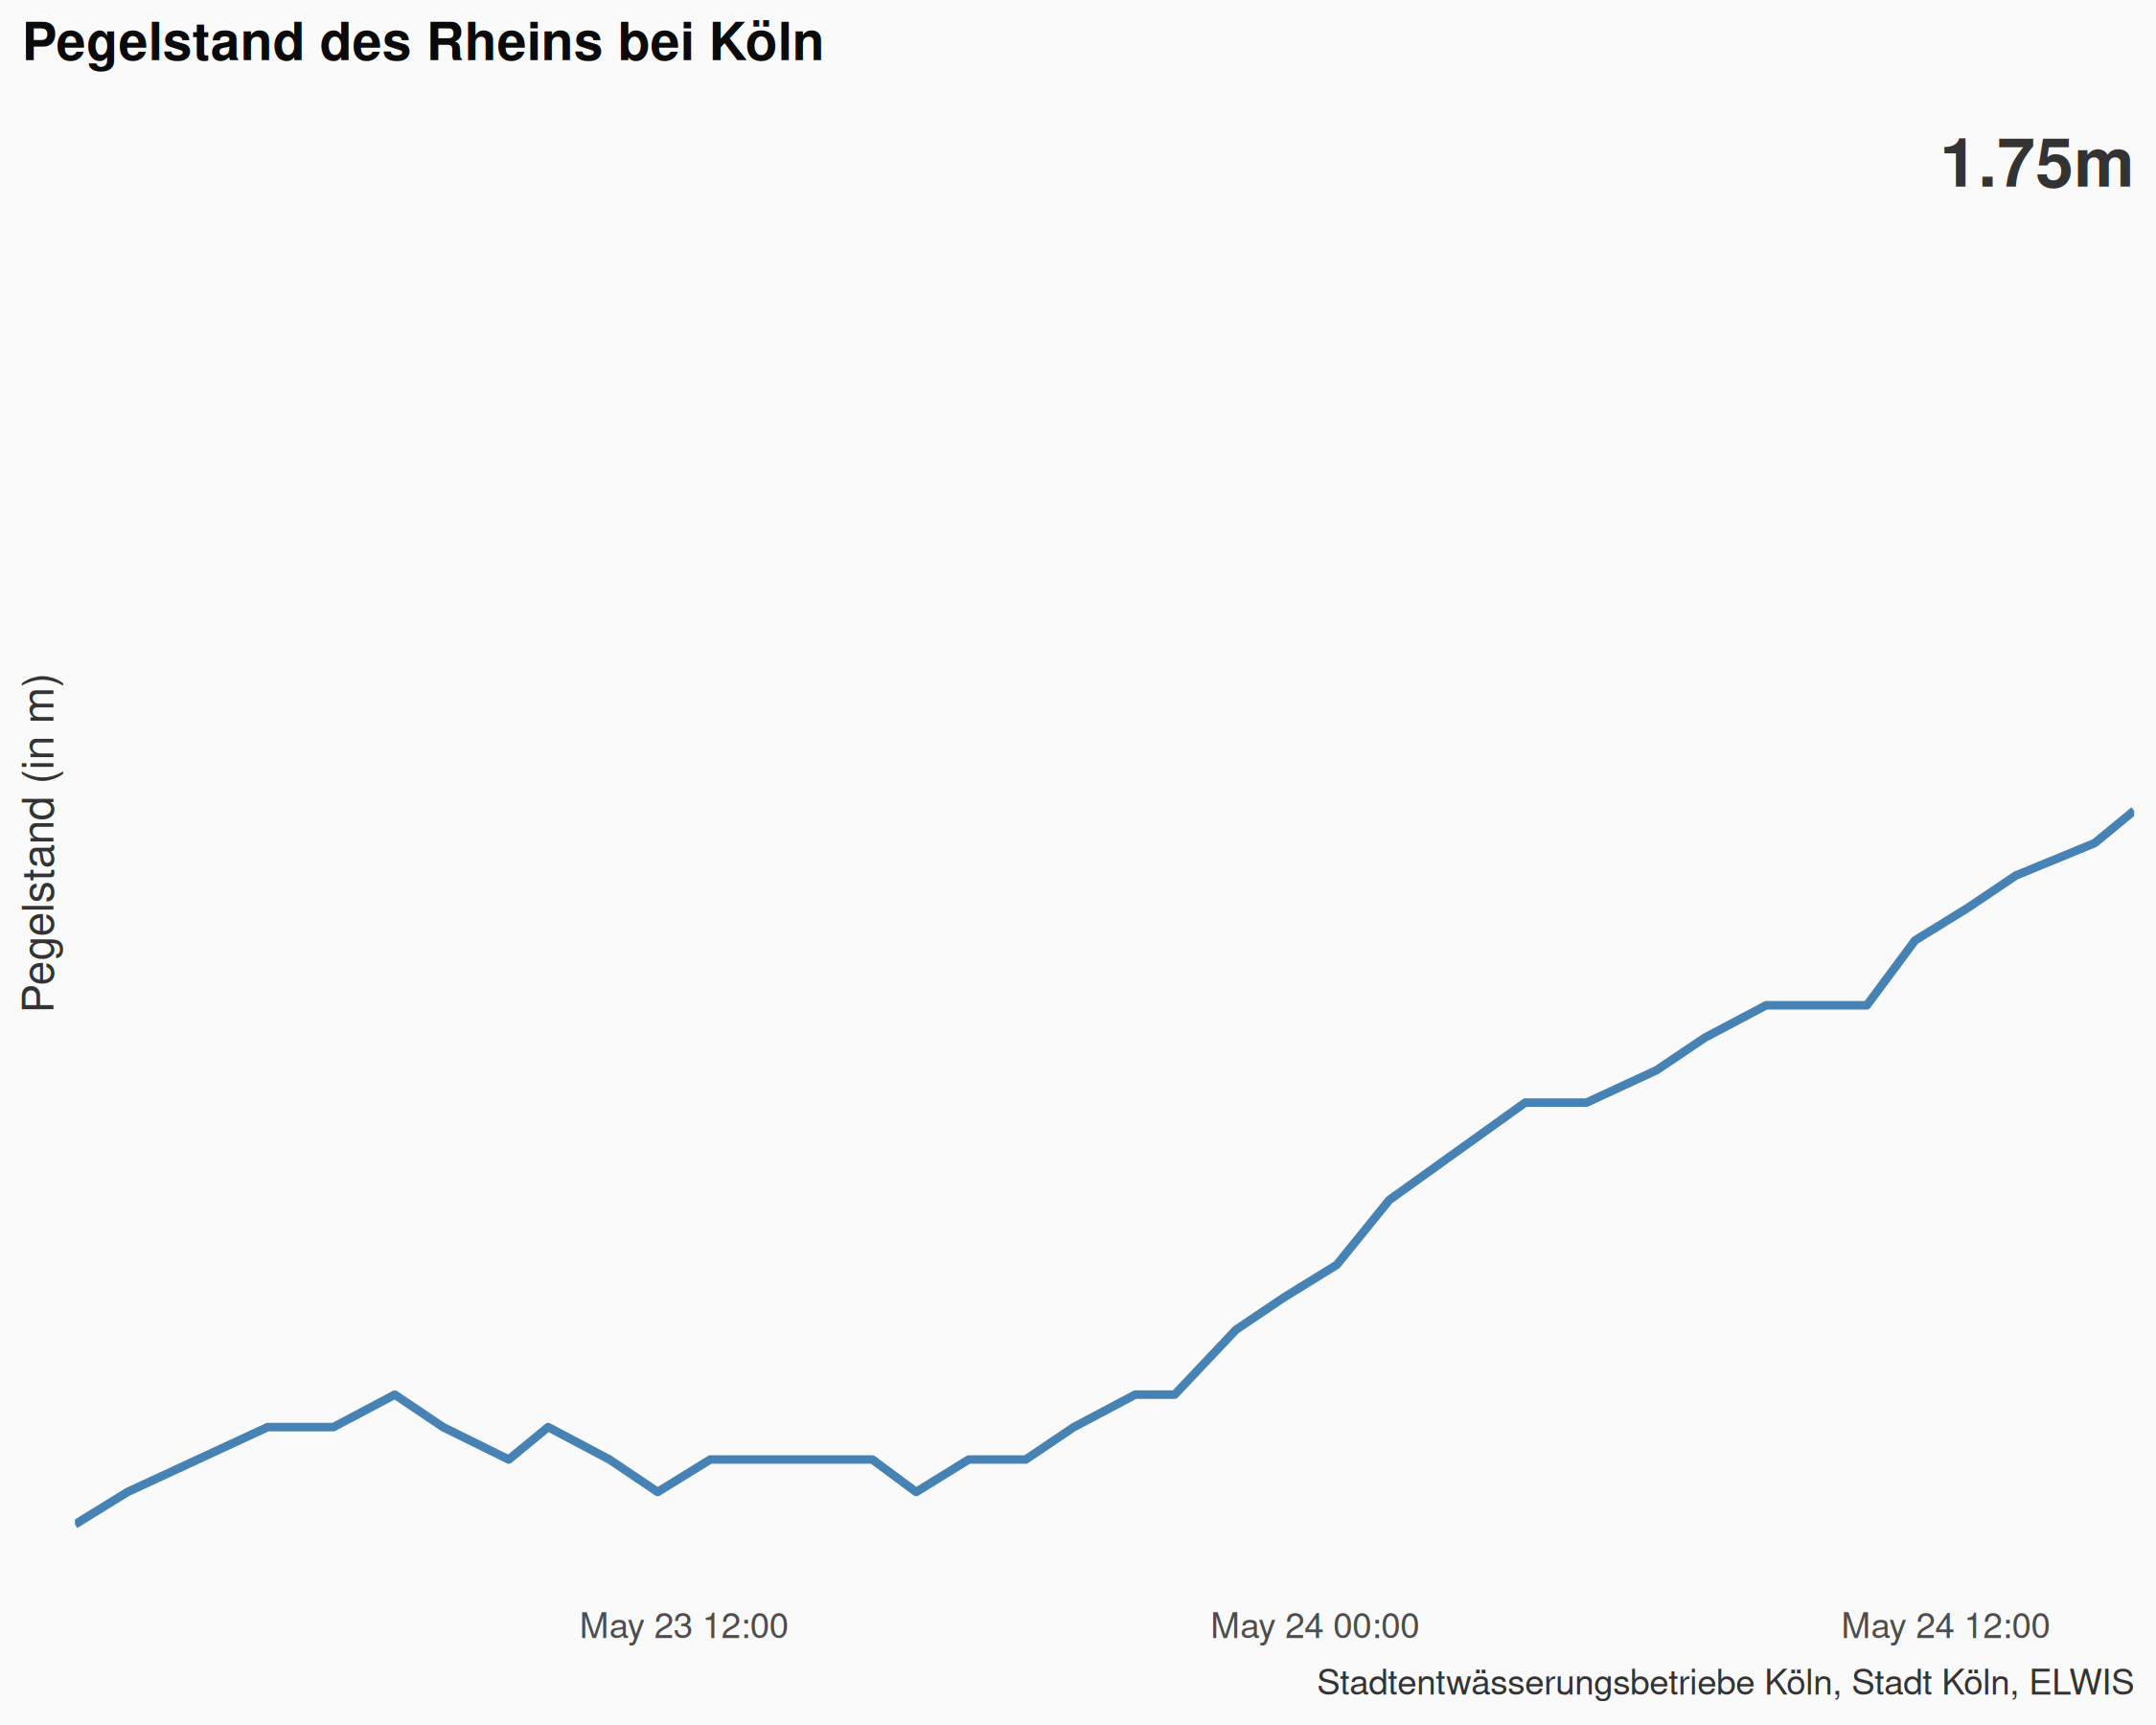 Pegelstand des Rheins bei Köln
1.75m
Pegelstand (in m)
May 23 12:00
May 24 00:00
May 24 12:00
Stadtentwässerungsbetriebe Köln, Stadt Köln, ELWIS